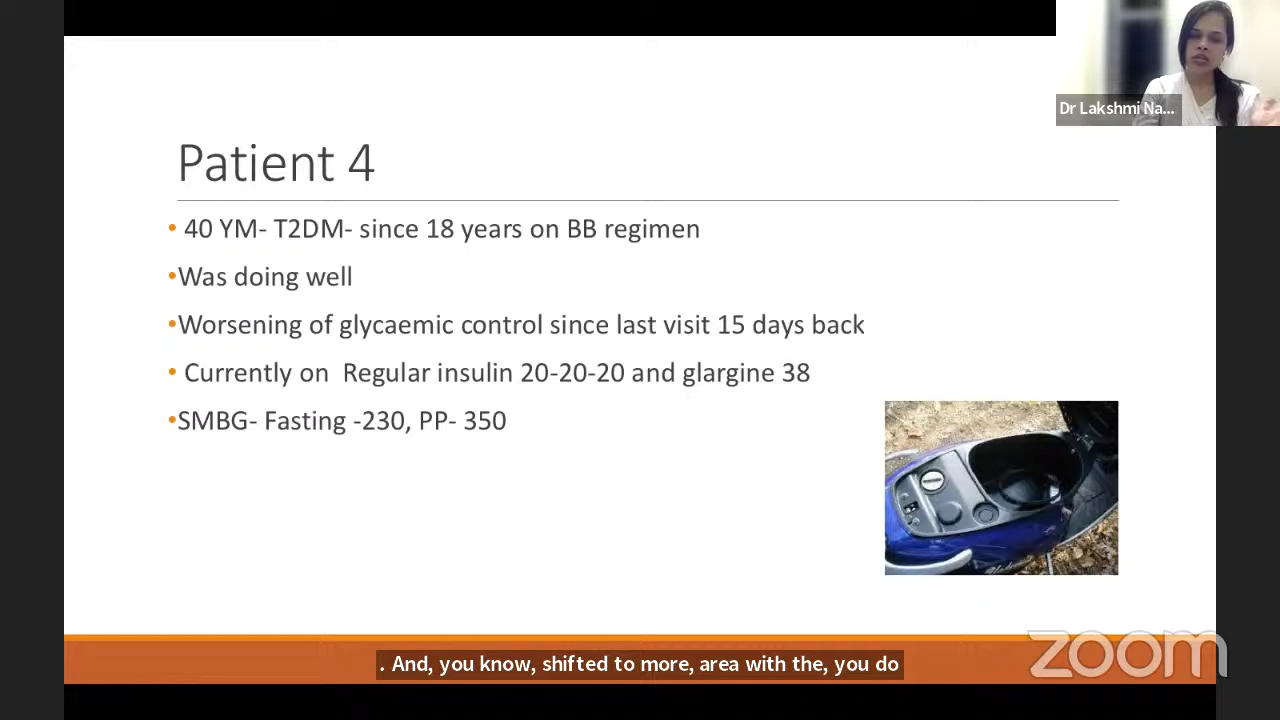 Dr Lakshmi Na...
Patient 4
• 40 YM- T2DM- since 18 years on BB regimen
•Was doing well
•Worsening of glycaemic control since last visit 15 days back
• Currently on Regular insulin 20-20-20 and glargine 38
•SMBG- Fasting -230, PP- 350
. And, you know, shifted to more, area with the, you do
zoom